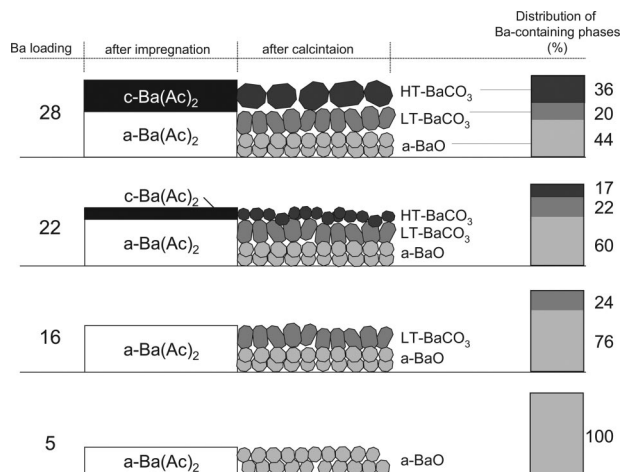 Distribution of
Ba-containing phases
(%)
Ba loading after impregnation after calcintaion
28 c-Ba(Ac)₂ HT-BaCO₃ 36
a-Ba(Ac)₂ LT-BaCO₃ 20
a-BaO 44
22 c-Ba(Ac)₂ HT-BaCO₃ 17
a-Ba(Ac)₂ LT-BaCO₃ 22
a-BaO 60
16 a-Ba(Ac)₂ LT-BaCO₃ 24
a-BaO 76
5 a-Ba(Ac)₂ a-BaO 100